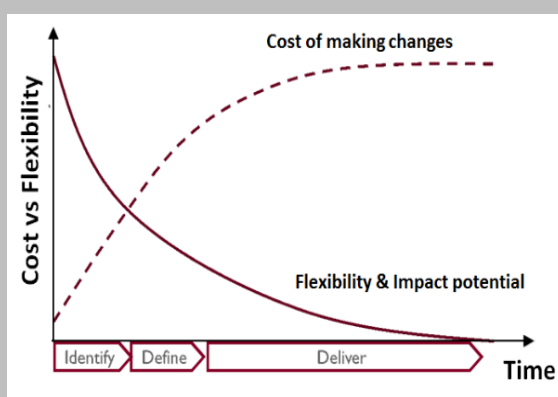 Cost of making changes
Cost vs Flexibility
Flexibility & Impact potential
Identify
Define
Deliver
Time